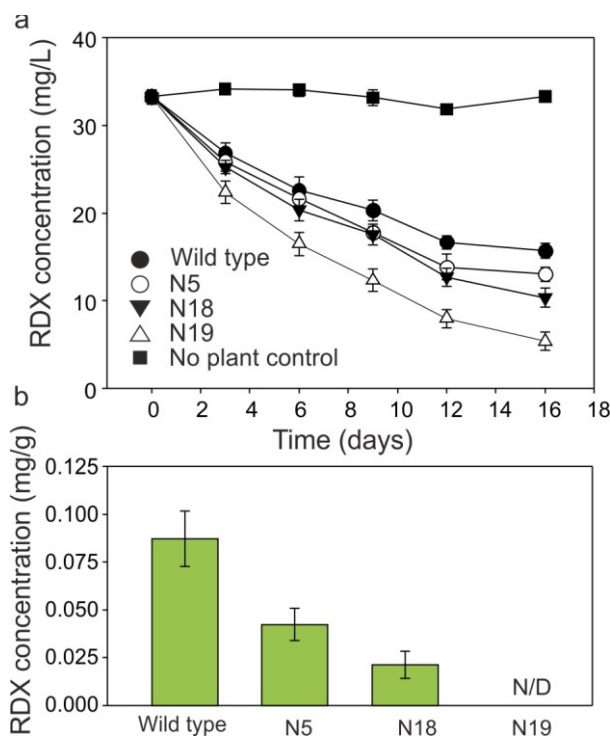 a
RDX concentration (mg/L)
40
30
20
10
0
Wild type
N5
N18
N19
No plant control
0 2 4 6 8 10 12 14 16 18
Time (days)
b
RDX concentration (mg/g)
0.125
0.100
0.075
0.050
0.025
0.000
N/D
Wild type N5 N18 N19